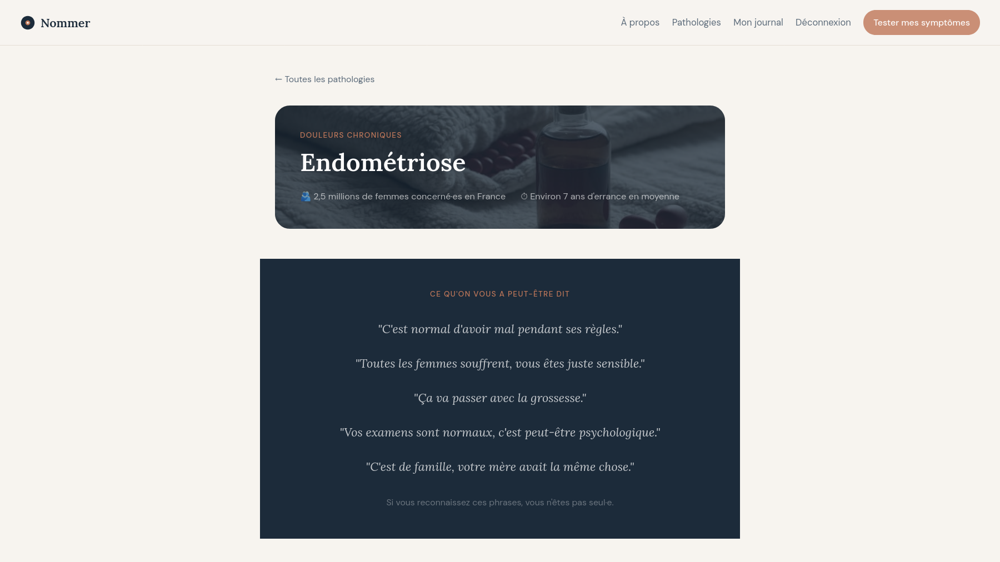 Nommer
À propos
Pathologies
Mon journal
Déconnexion
Tester mes symptômes
← Toutes les pathologies
DOULEURS CHRONIQUES
Endométriose
🫂 2,5 millions de femmes concerné·es en France
⏱ Environ 7 ans d'errance en moyenne
CE QU'ON VOUS A PEUT-ÊTRE DIT
"C'est normal d'avoir mal pendant ses règles."
"Toutes les femmes souffrent, vous êtes juste sensible."
"Ça va passer avec la grossesse."
"Vos examens sont normaux, c'est peut-être psychologique."
"C'est de famille, votre mère avait la même chose."
Si vous reconnaissez ces phrases, vous n'êtes pas seul·e.